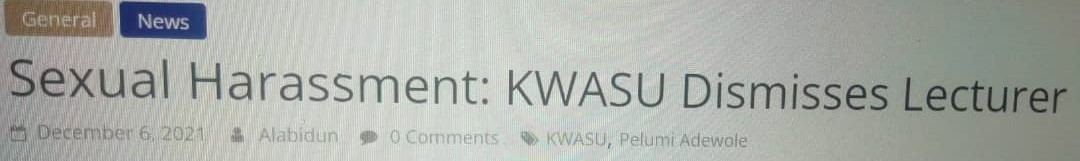 General News
Sexual Harassment: KWASU Dismisses Lecturer
December 6, 2021 Alabidun 0 Comments KWASU, Pelumi Adewole